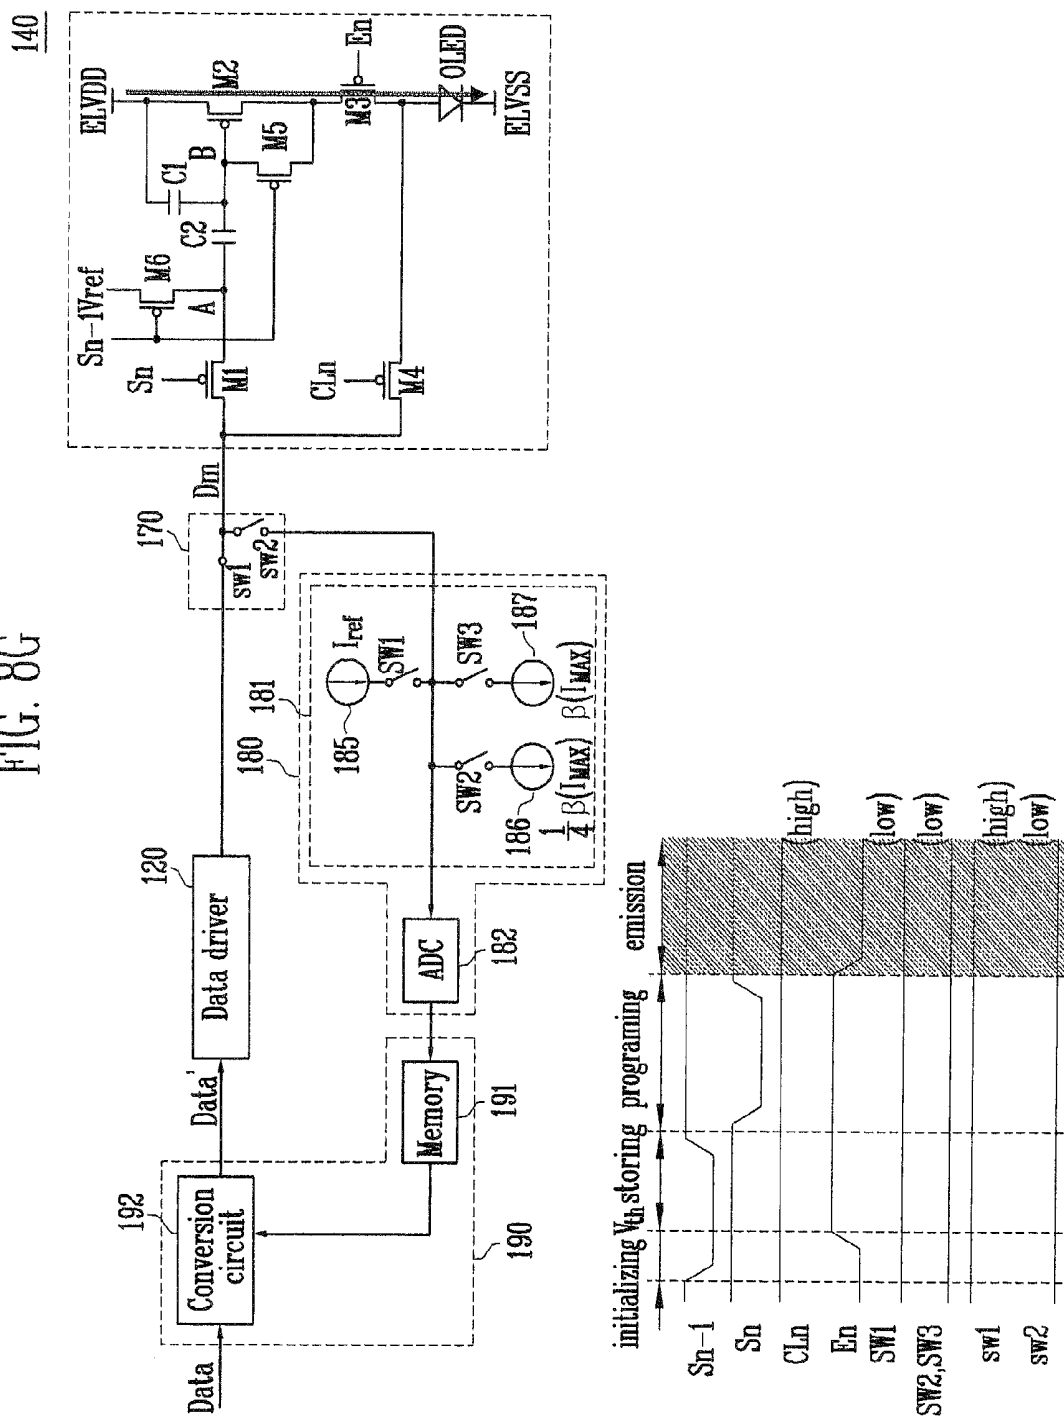 FIG. 8G
140
ELVDD
M2
En
M3
OLED
ELVSS
C1
B
M5
C2
Sn-1
Vref
M6
A
Sn
M1
CLn
M4
Dm
170
sw1
sw2
120
Data driver
Data'
192
Conversion
circuit
Data
190
Memory
191
ADC
182
180
181
Iref
185
SW1
SW3
187
β(IMAX)
SW2
186
1/4 β(IMAX)
initializing Vth storing programing emission
Sn-1
Sn
CLn (high)
En
SW1 (low)
SW2,SW3 (low)
sw1 (high)
sw2 (low)